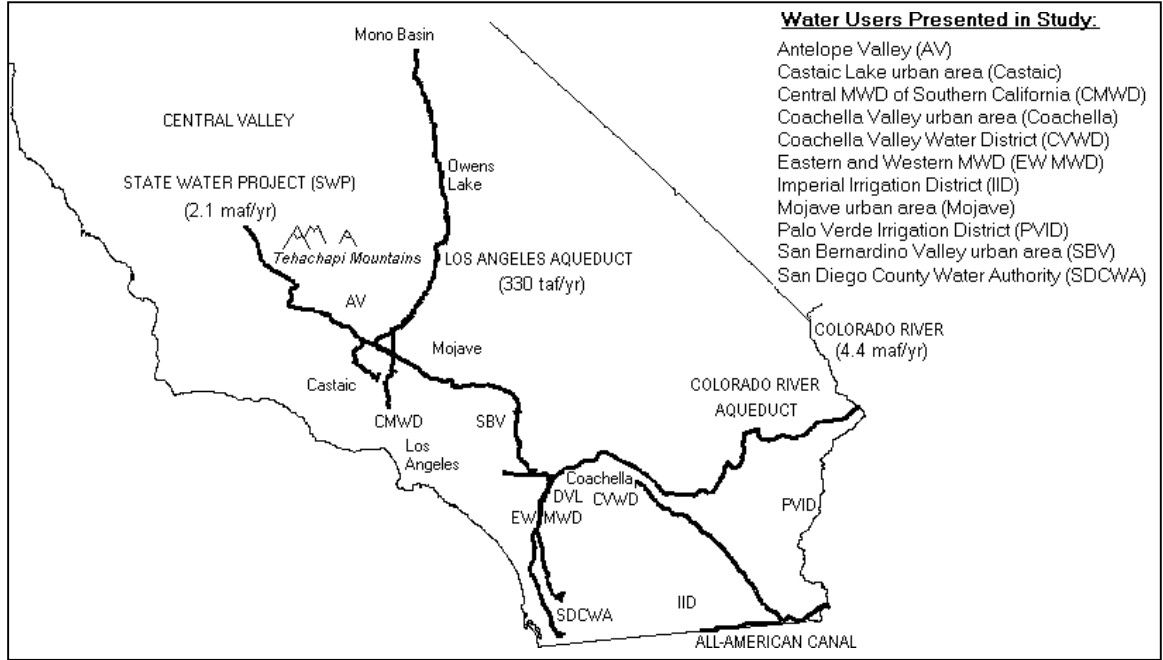 Water Users Presented in Study:
Antelope Valley (AV)
Castaic Lake urban area (Castaic)
Central MWD of Southern California (CMWD)
Coachella Valley urban area (Coachella)
Coachella Valley Water District (CVWD)
Eastern and Western MWD (EW MWD)
Imperial Irrigation District (IID)
Mojave urban area (Mojave)
Palo Verde Irrigation District (PVID)
San Bernardino Valley urban area (SBV)
San Diego County Water Authority (SDCWA)
Mono Basin
CENTRAL VALLEY
Owens
Lake
STATE WATER PROJECT (SWP)
(2.1 maf/yr)
Tehachapi Mountains
LOS ANGELES AQUEDUCT
(330 taf/yr)
AV
Mojave
COLORADO RIVER
(4.4 maf/yr)
Castaic
COLORADO RIVER
AQUEDUCT
CMWD
SBV
Los
Angeles
Coachella
DVL
CVWD
PVID
EW MWD
SDCWA
IID
ALL-AMERICAN CANAL